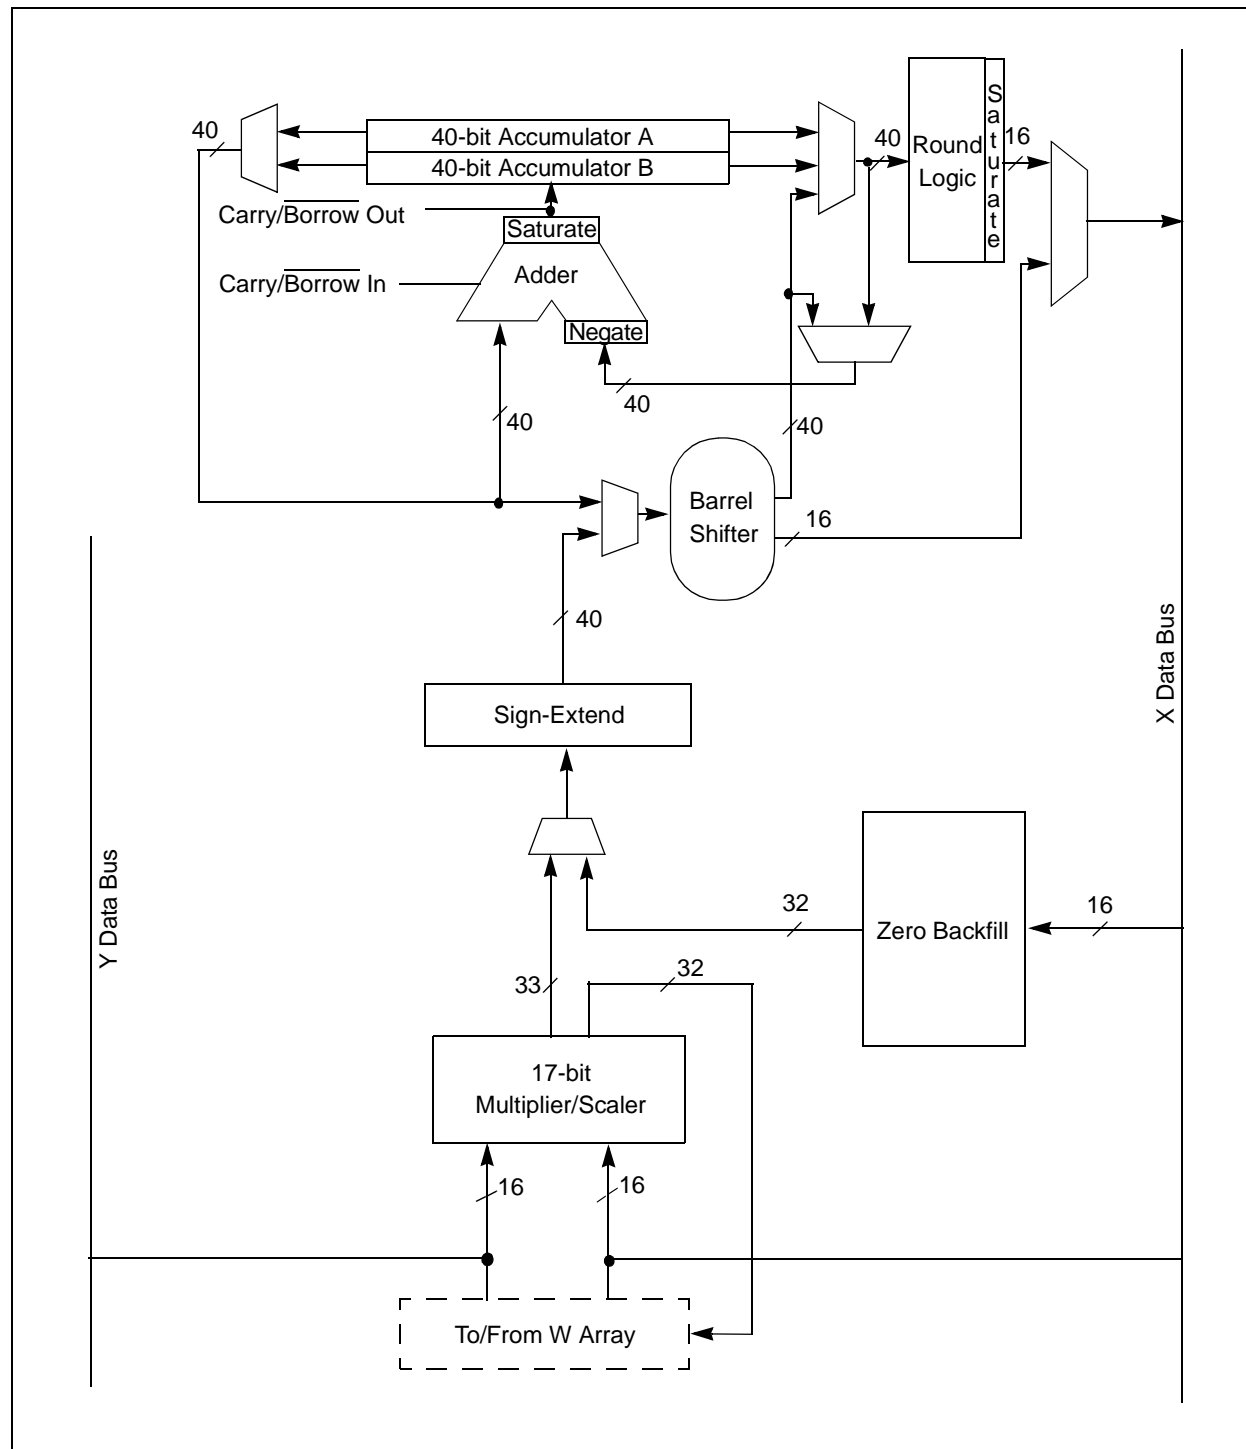 40
40-bit Accumulator A
40-bit Accumulator B
40
Round
Logic
Saturate
16
Carry/Borrow Out
Saturate
Carry/Borrow In
Adder
Negate
40
40
40
Barrel
Shifter
16
40
X Data Bus
Sign-Extend
Y Data Bus
32
Zero Backfill
16
33
32
17-bit
Multiplier/Scaler
16
16
To/From W Array